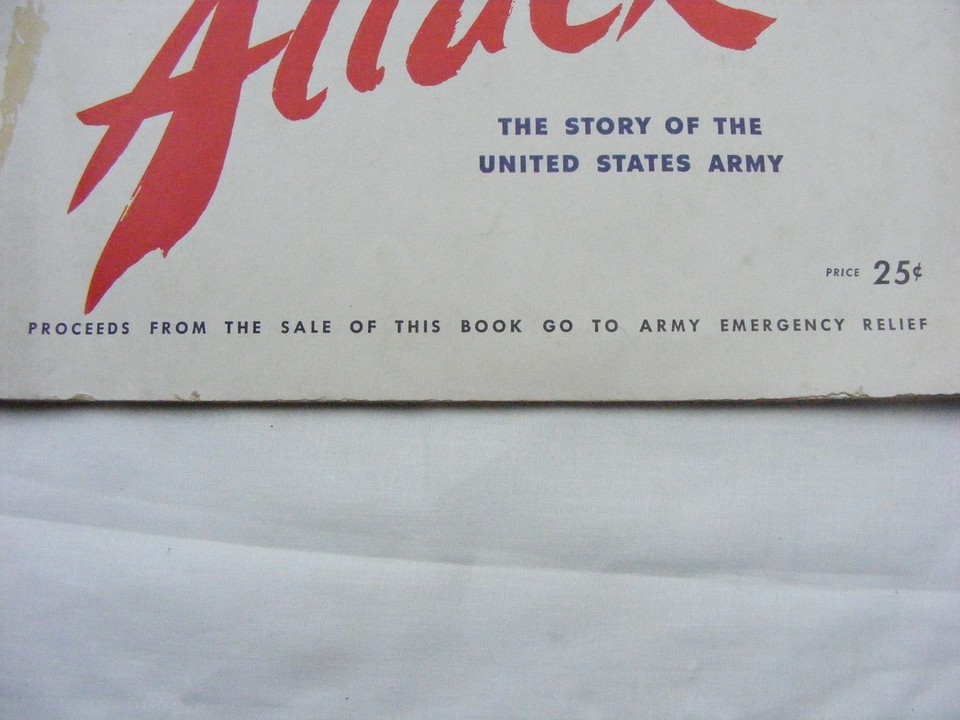 Attack
THE STORY OF THE
UNITED STATES ARMY
PRICE 25¢
PROCEEDS FROM THE SALE OF THIS BOOK GO TO ARMY EMERGENCY RELIEF